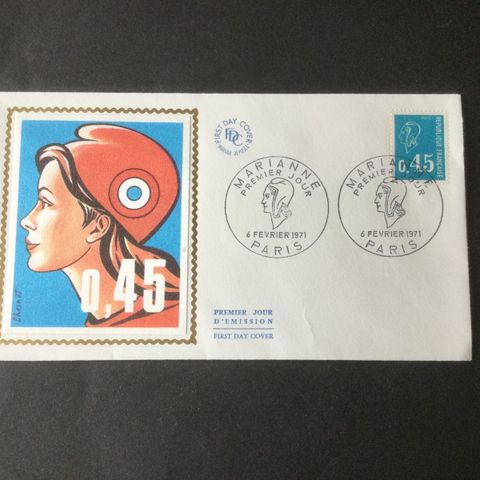 0,45
FIRST DAY COVER
FDC
MARIANNE
PREMIER JOUR
6 FEVRIER 1971
PARIS
MARIANNE
PREMIER JOUR
6 FEVRIER 1971
PARIS
0,45
REPUBLIQUE FRANÇAISE
PREMIER JOUR
D'EMISSION
FIRST DAY COVER